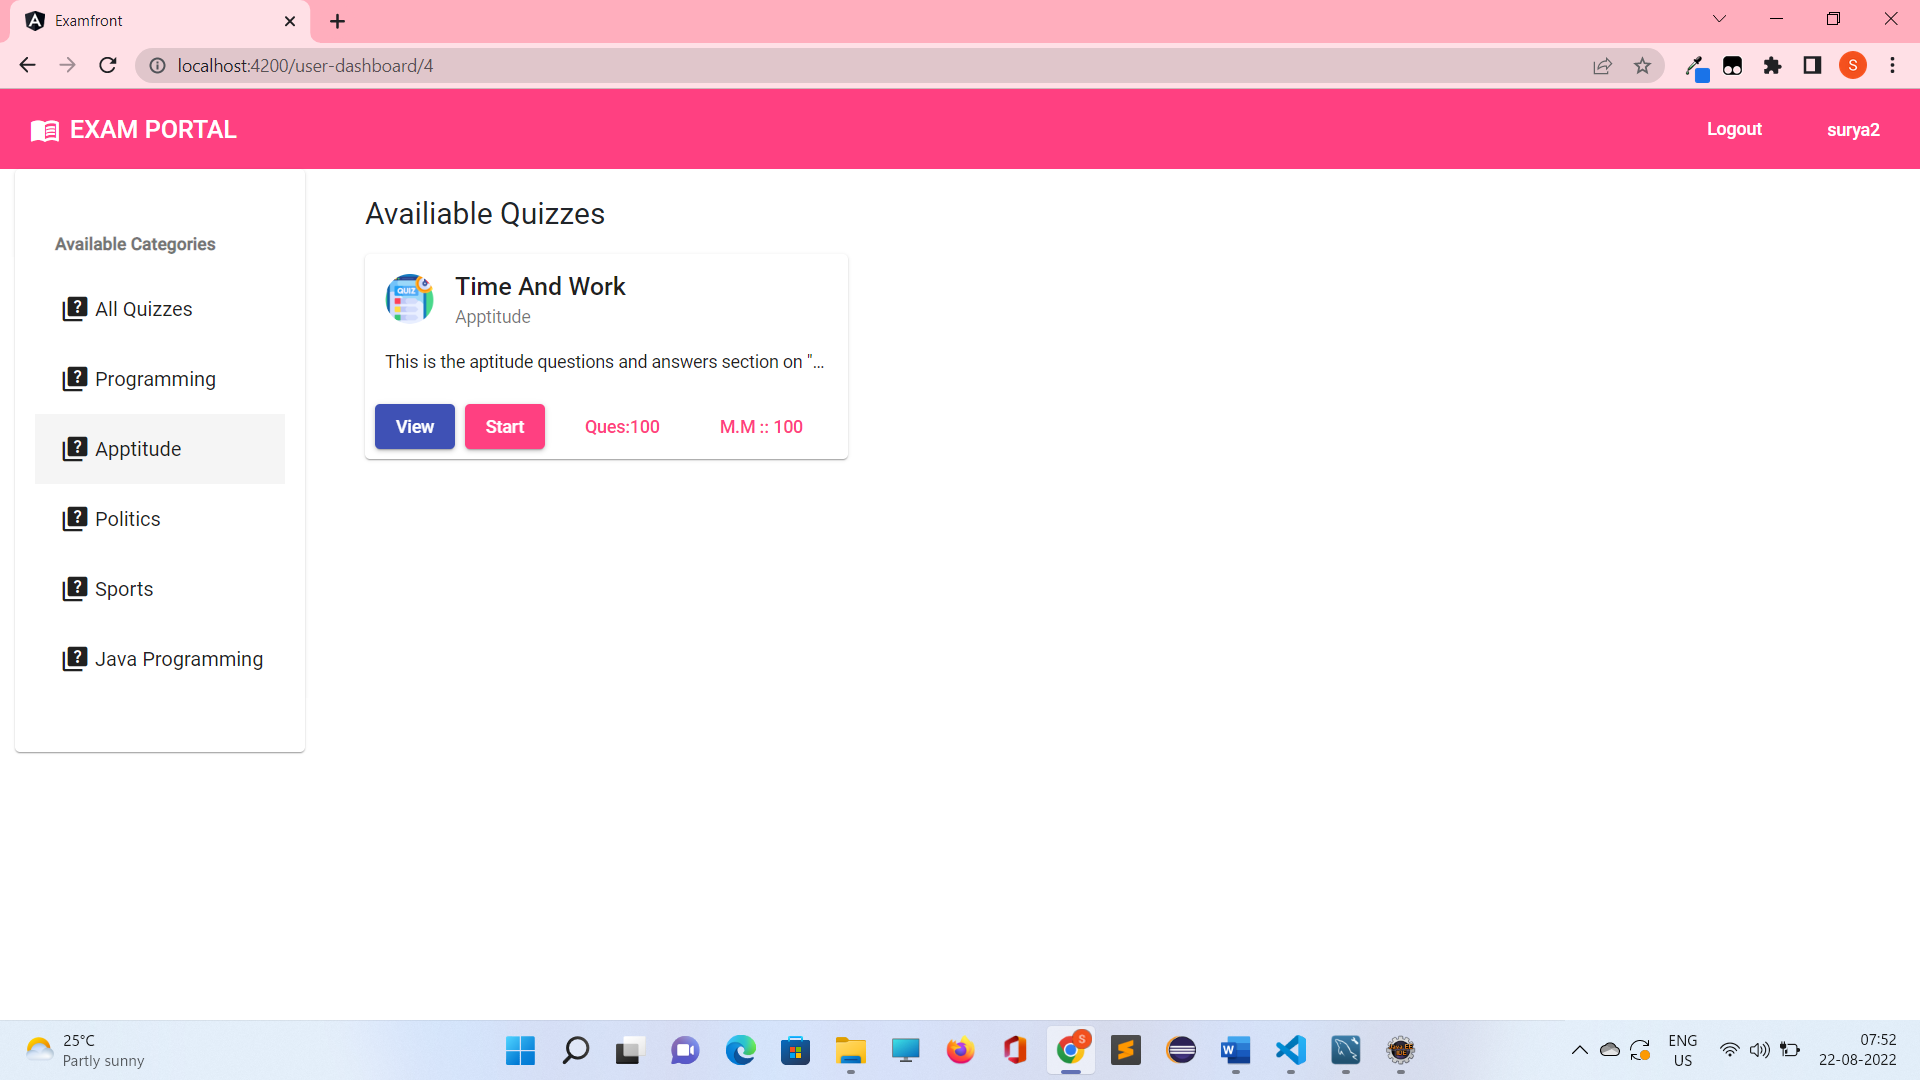 Examfront
localhost:4200/user-dashboard/4
S
EXAM PORTAL
Logout
surya2
Available Categories
All Quizzes
Programming
Apptitude
Politics
Sports
Java Programming
Availiable Quizzes
QUIZ
Time And Work
Apptitude
This is the aptitude questions and answers section on "...
View
Start
Ques:100
M.M :: 100
25°C
Partly sunny
S
W
ENG
US
07:52
22-08-2022